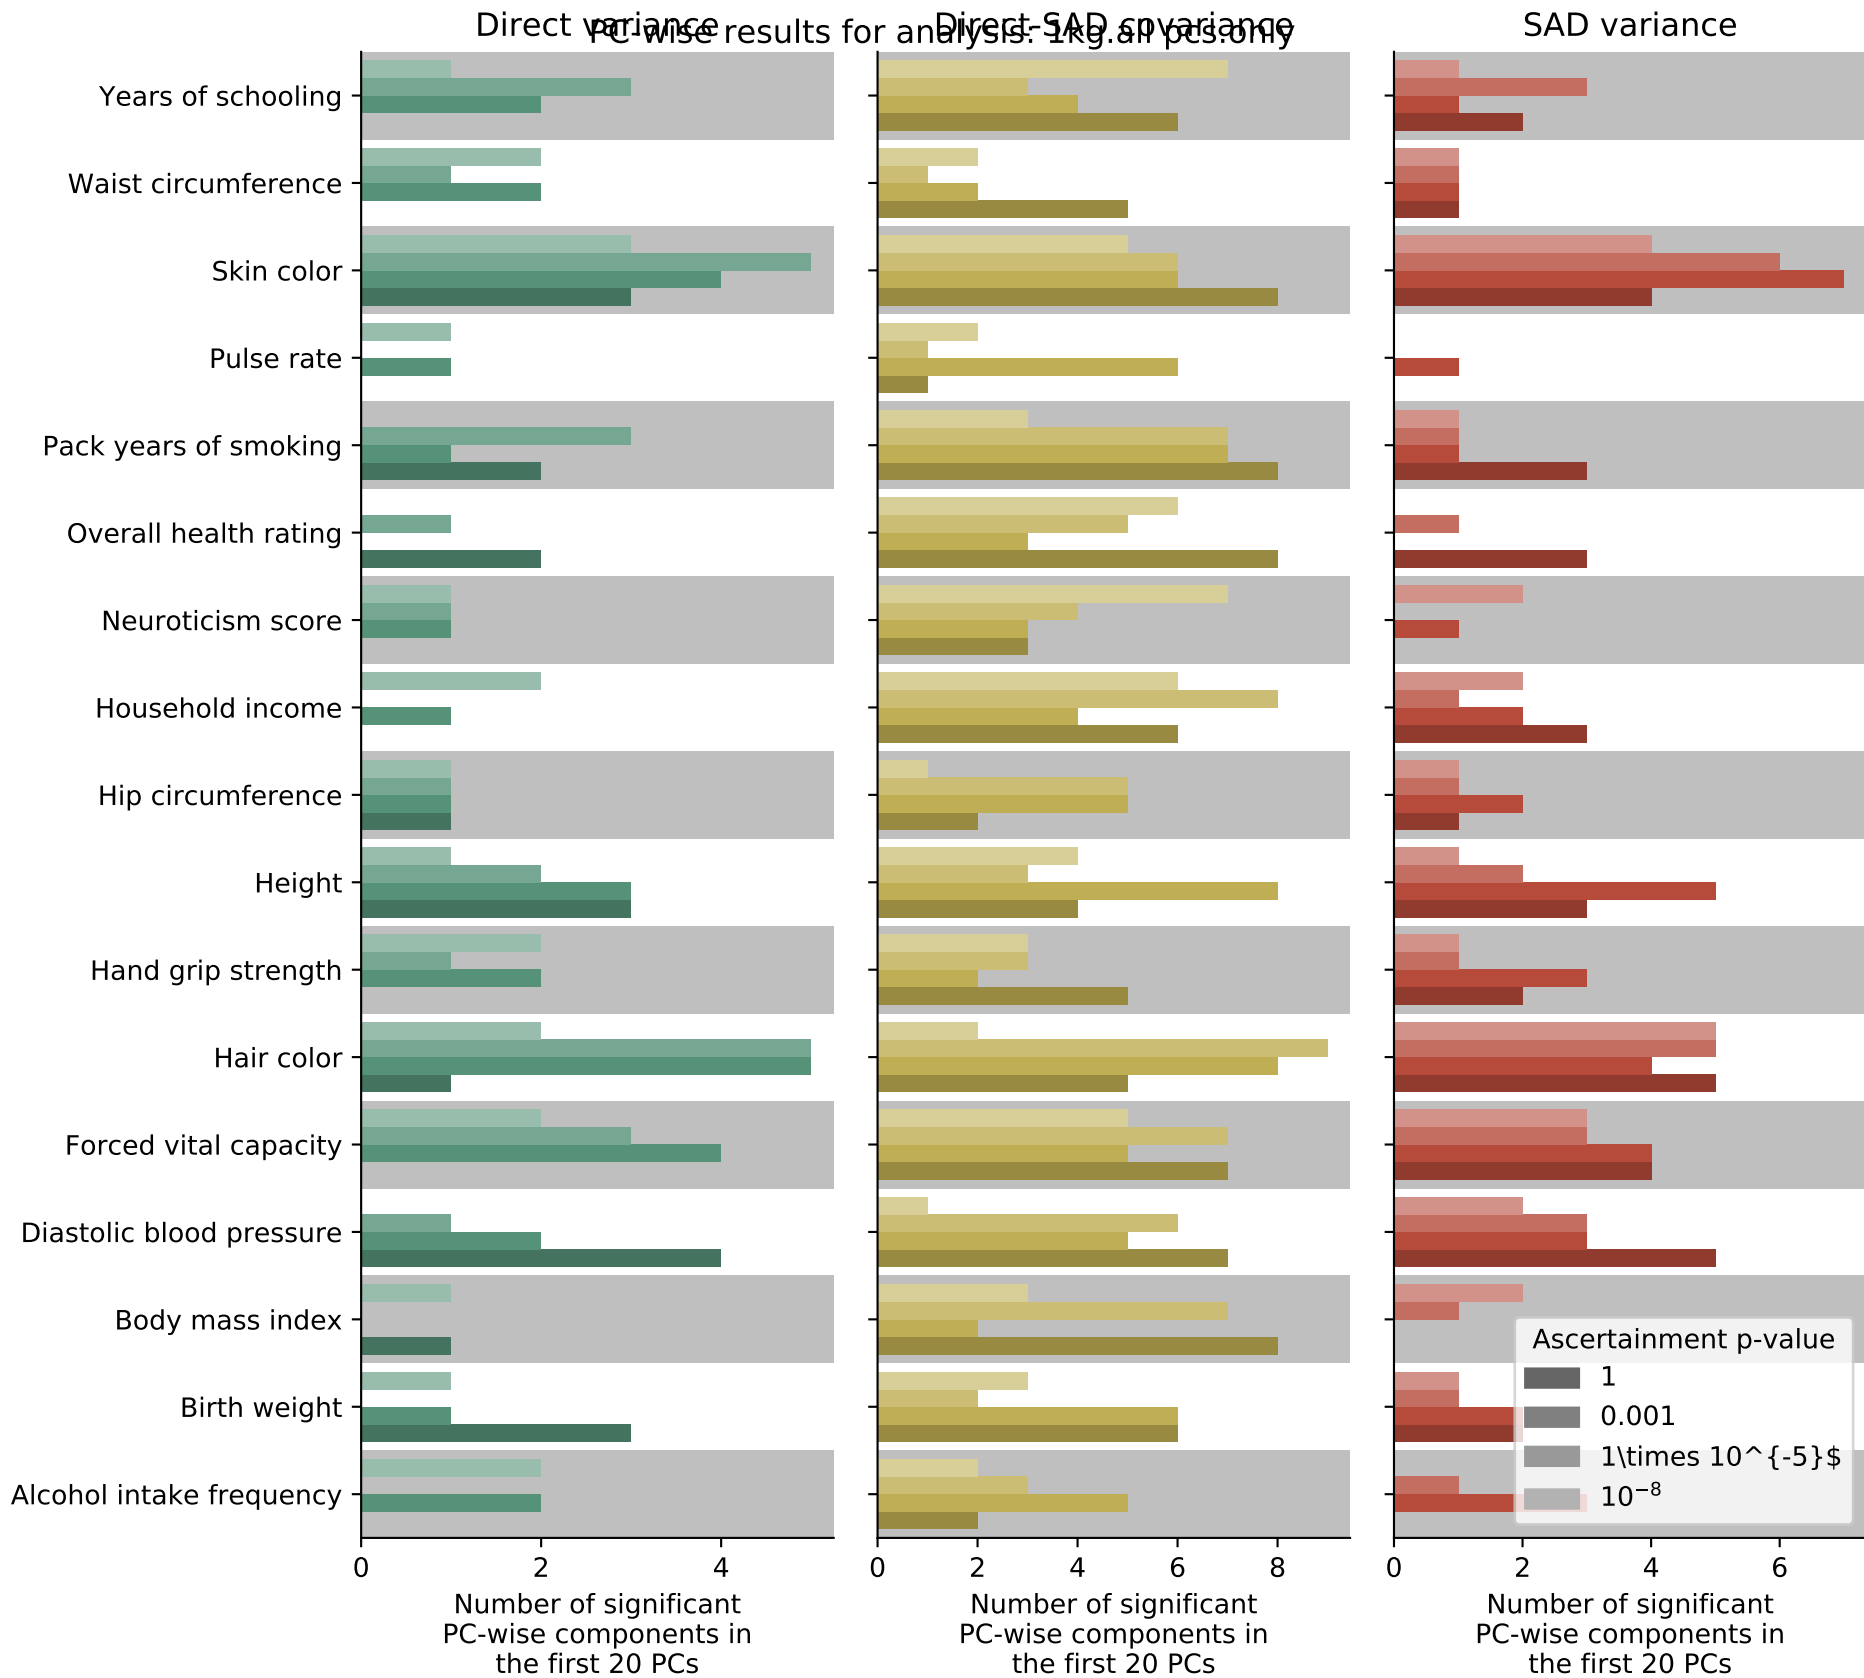 Direct variance
Direct-SAD covariance
SAD variance
PC-wise results for analysis: 1kg.all pcs.only
Years of schooling
Waist circumference
Skin color
Pulse rate
Pack years of smoking
Overall health rating
Neuroticism score
Household income
Hip circumference
Height
Hand grip strength
Hair color
Forced vital capacity
Diastolic blood pressure
Body mass index
Birth weight
Alcohol intake frequency
Ascertainment p-value
1
0.001
1\times 10^{-5}$
10⁻⁸
0 2 4
0 2 4 6 8
0 2 4 6
Number of significant
PC-wise components in
the first 20 PCs
Number of significant
PC-wise components in
the first 20 PCs
Number of significant
PC-wise components in
the first 20 PCs